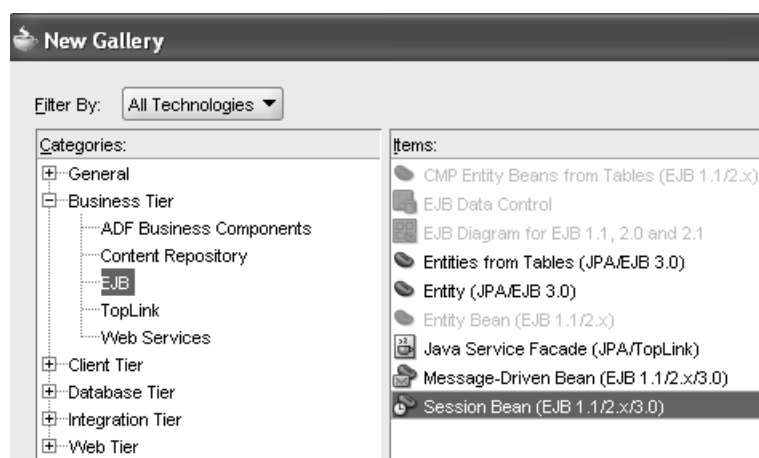 New Gallery
Filter By: All Technologies
Categories:
General
Business Tier
ADF Business Components
Content Repository
EJB
TopLink
Web Services
Client Tier
Database Tier
Integration Tier
Web Tier
Items:
CMP Entity Beans from Tables (EJB 1.1/2.x)
EJB Data Control
EJB Diagram for EJB 1.1, 2.0 and 2.1
Entities from Tables (JPA/EJB 3.0)
Entity (JPA/EJB 3.0)
Entity Bean (EJB 1.1/2.x)
Java Service Facade (JPA/TopLink)
Message-Driven Bean (EJB 1.1/2.x/3.0)
Session Bean (EJB 1.1/2.x/3.0)